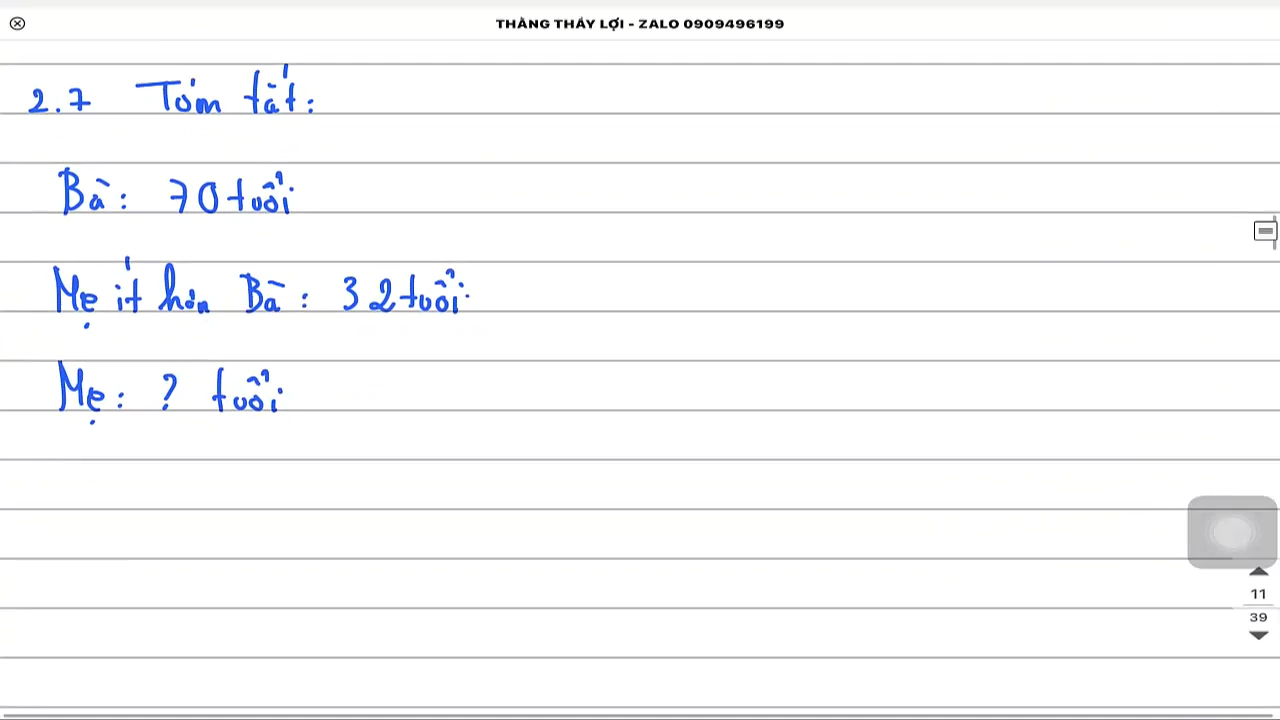 THẦNG THẦY LỢI - ZALO 0909496199
2.7 Tóm tắt:
Bà: 70 tuổi
Mẹ ít hơn Bà: 32 tuổi
Mẹ: ? tuổi
11
39